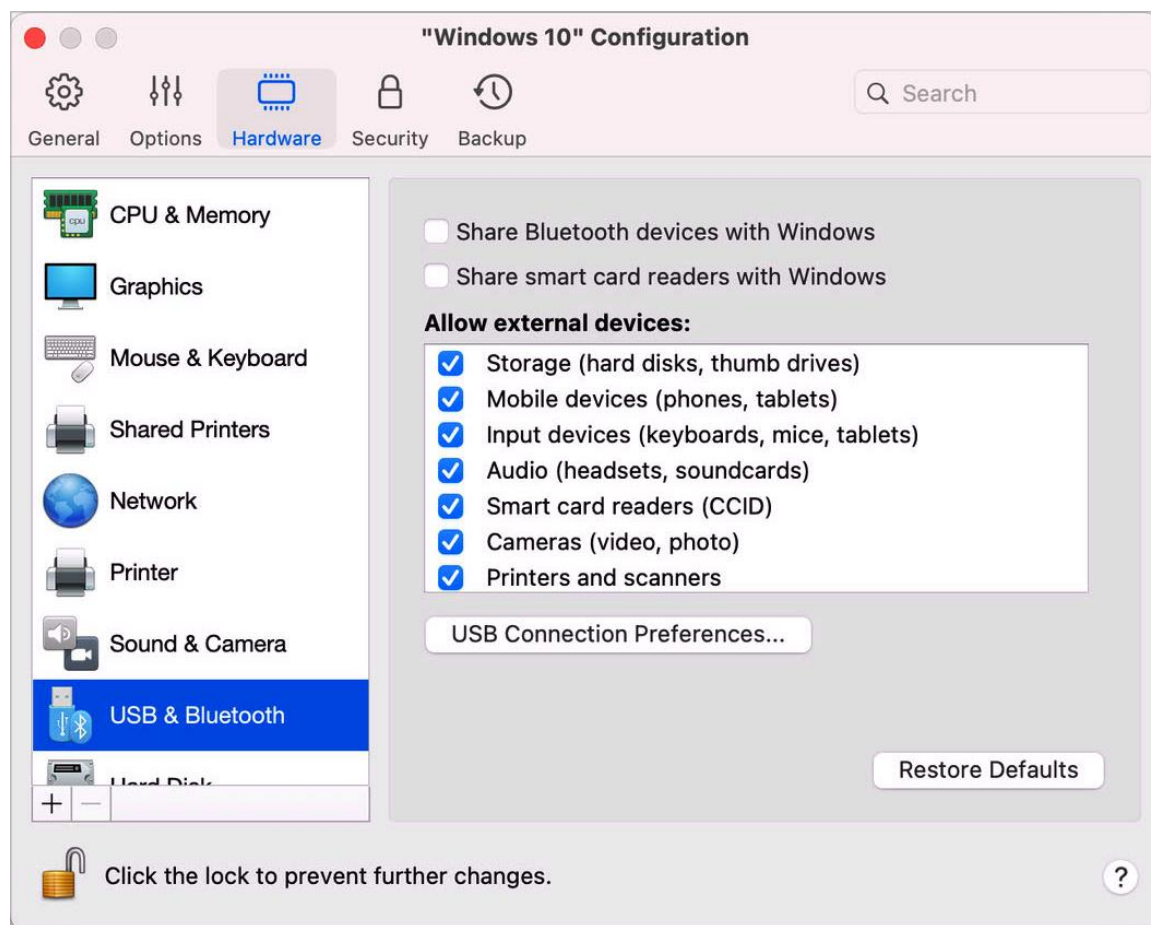 "Windows 10" Configuration
General
Options
Hardware
Security
Backup
Search
CPU & Memory
cpu
Graphics
Mouse & Keyboard
Shared Printers
Network
Printer
Sound & Camera
USB & Bluetooth
Hard Disk
Share Bluetooth devices with Windows
Share smart card readers with Windows
Allow external devices:
Storage (hard disks, thumb drives)
Mobile devices (phones, tablets)
Input devices (keyboards, mice, tablets)
Audio (headsets, soundcards)
Smart card readers (CCID)
Cameras (video, photo)
Printers and scanners
USB Connection Preferences...
Restore Defaults
Click the lock to prevent further changes.
?